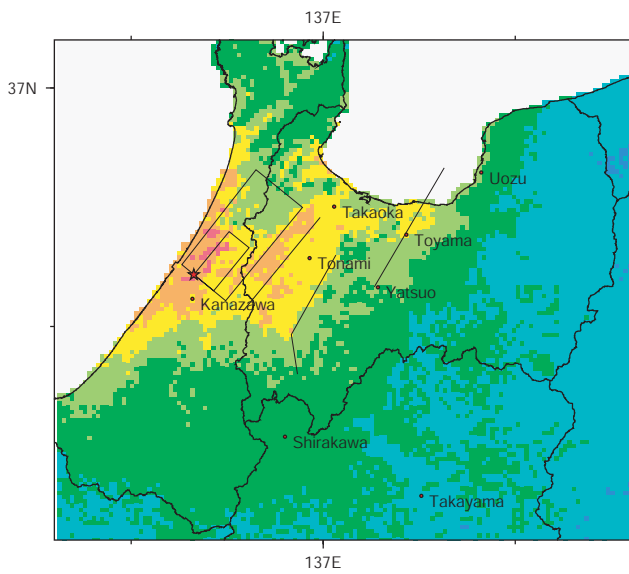 137E
37N
Uozu
Takaoka
Toyama
Tonami
Yatsuo
Kanazawa
Shirakawa
Takayama
137E